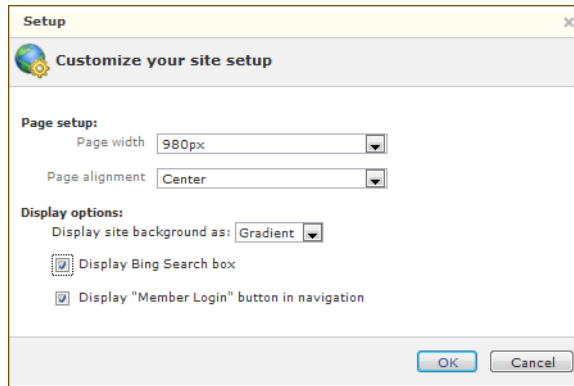 Setup
Customize your site setup
Page setup:
Page width 980px
Page alignment Center
Display options:
Display site background as: Gradient
Display Bing Search box
Display "Member Login" button in navigation
OK Cancel